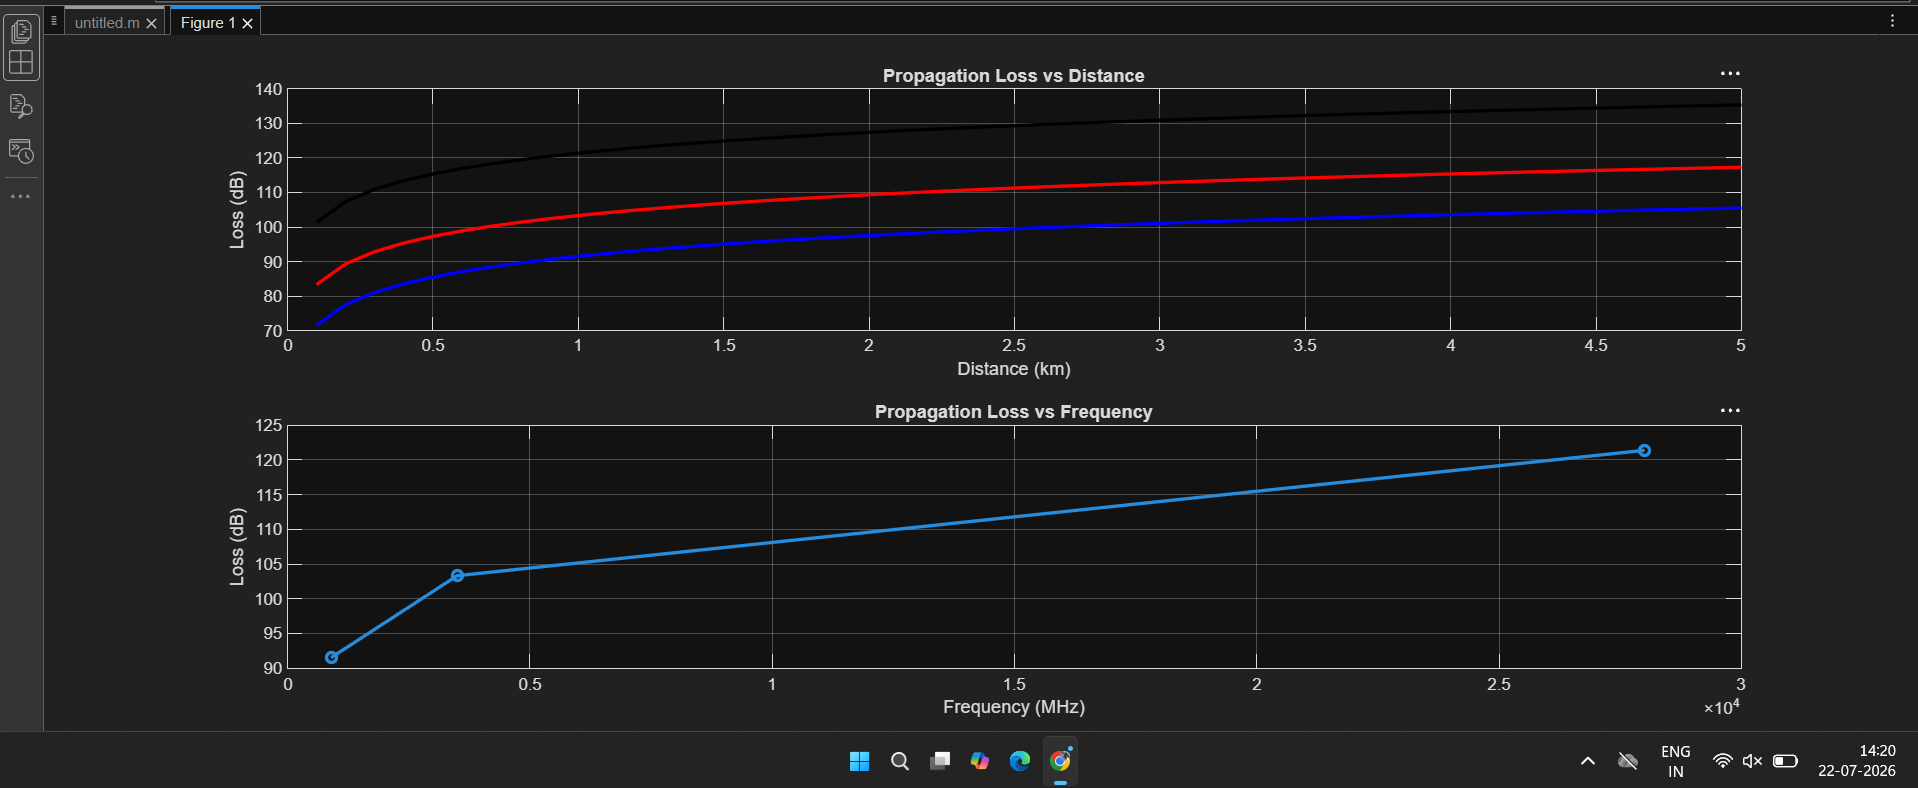 untitled.m
Figure 1
Propagation Loss vs Distance
140
130
120
110
100
90
80
70
Loss (dB)
0 0.5 1 1.5 2 2.5 3 3.5 4 4.5 5
Distance (km)
Propagation Loss vs Frequency
125
120
115
110
105
100
95
90
Loss (dB)
0 0.5 1 1.5 2 2.5 3
×10⁴
Frequency (MHz)
ENG
IN
14:20
22-07-2026